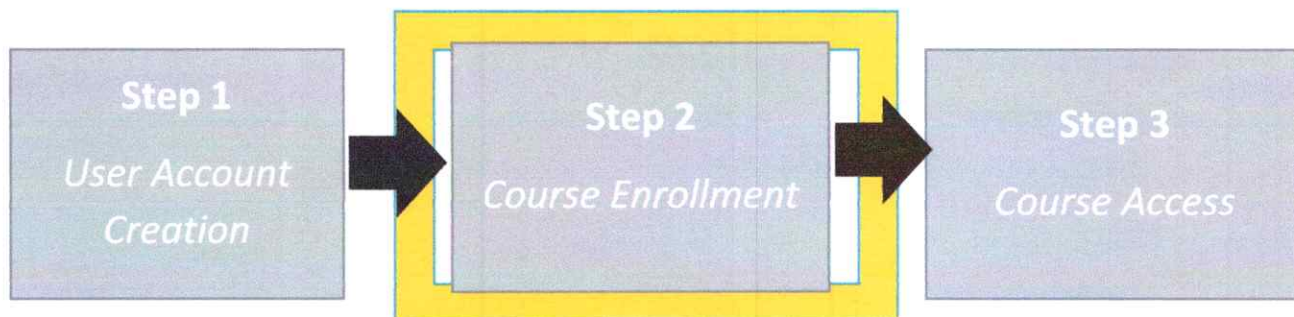 Step 1
User Account
Creation
Step 2
Course Enrollment
Step 3
Course Access